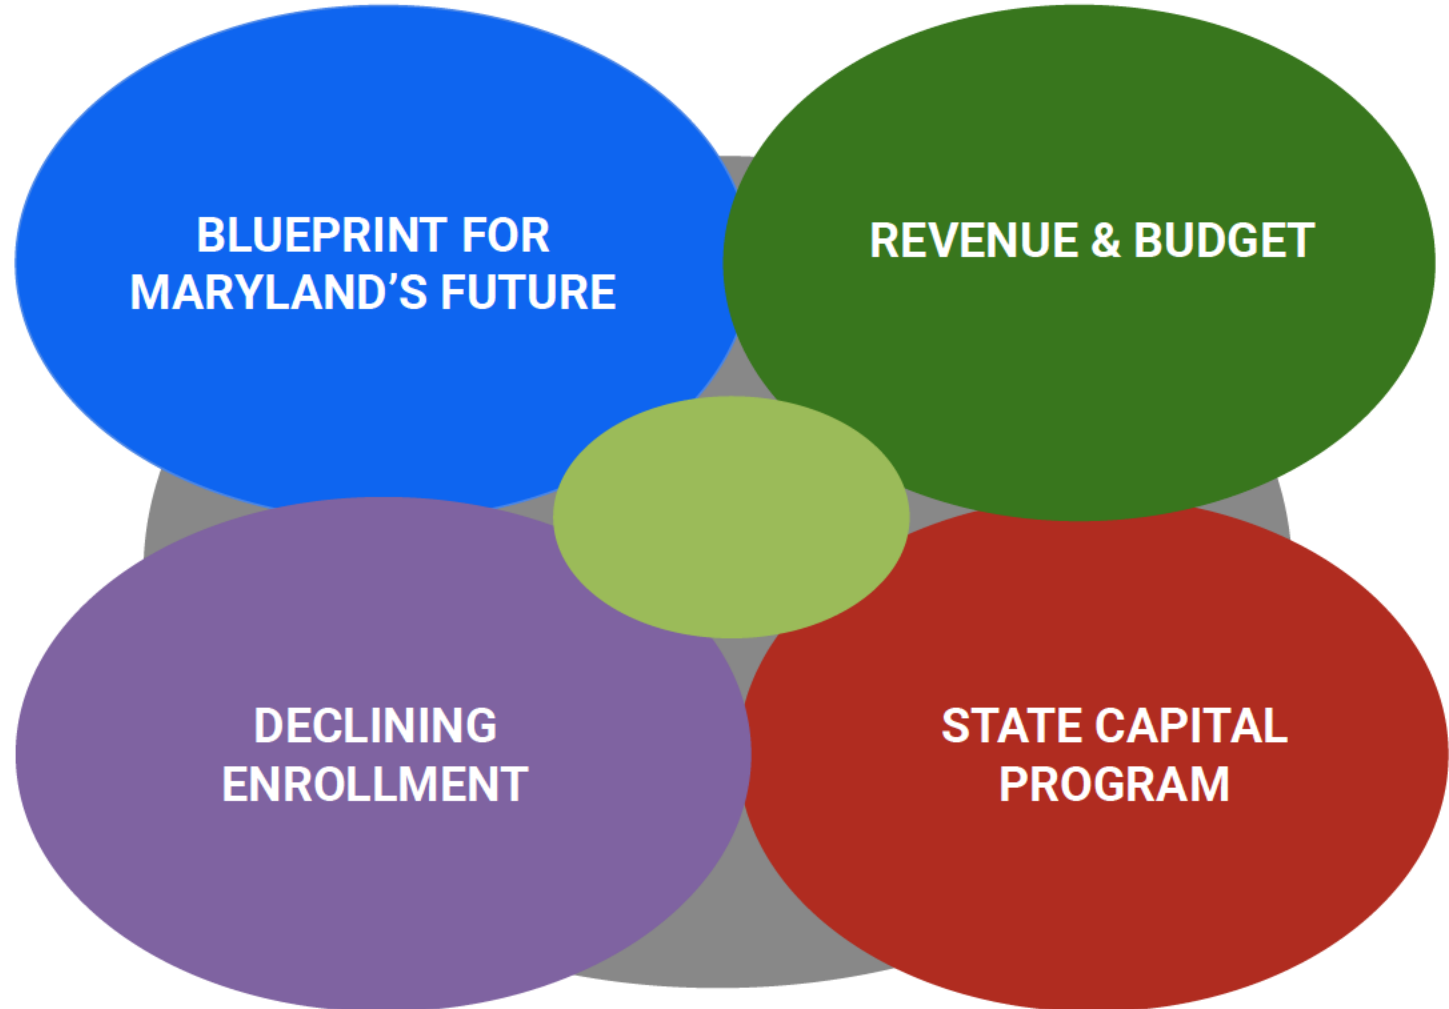 BLUEPRINT FOR
MARYLAND’S FUTURE
REVENUE & BUDGET
DECLINING
ENROLLMENT
STATE CAPITAL
PROGRAM